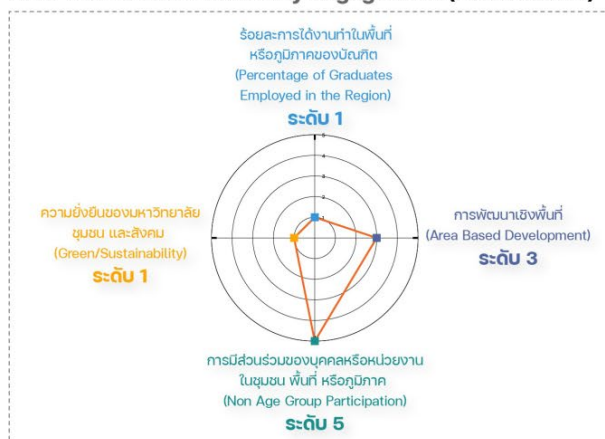 ร้อยละการได้งานทำในพื้นที่
หรือภูมิภาคของบัณฑิต
(Percentage of Graduates
Employed in the Region)
ระดับ 1
5
4
3
2
1
ความยั่งยืนของมหาวิทยาลัย
ชุมชน และสังคม
(Green/Sustainability)
ระดับ 1
การพัฒนาเชิงพื้นที่
(Area Based Development)
ระดับ 3
การมีส่วนร่วมของบุคคลหรือหน่วยงาน
ในชุมชน พื้นที่ หรือภูมิภาค
(Non Age Group Participation)
ระดับ 5